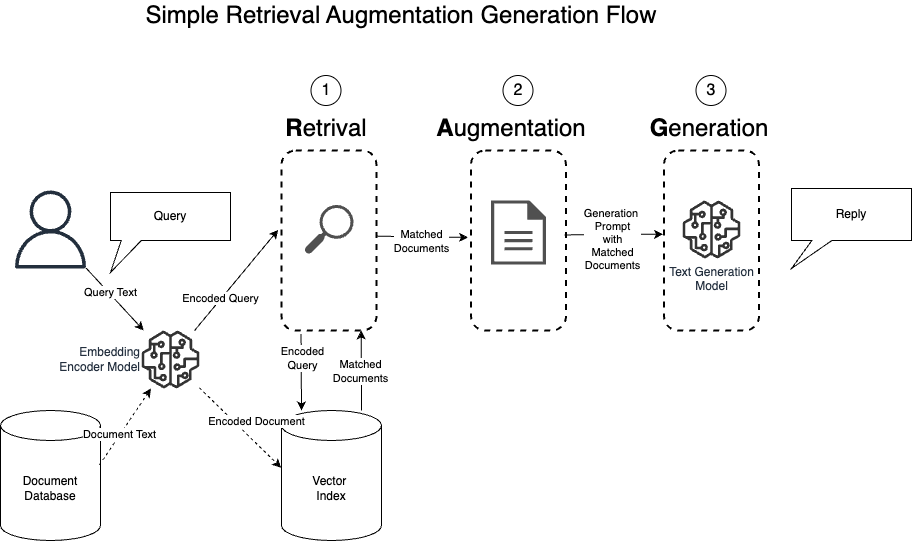 Simple Retrieval Augmentation Generation Flow
1
2
3
Retrival
Augmentation
Generation
Query
Reply
Query Text
Encoded Query
Matched
Documents
Generation
Prompt
with
Matched
Documents
Text Generation
Model
Embedding
Encoder Model
Encoded
Query
Matched
Documents
Document Text
Encoded Document
Document
Database
Vector
Index